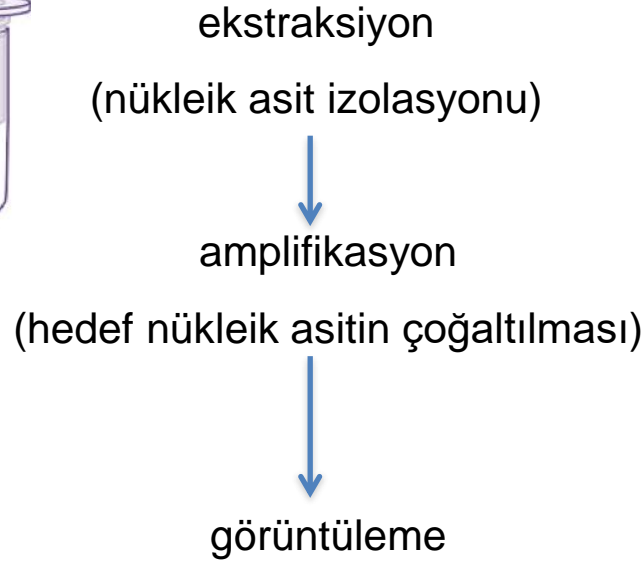 ekstraksiyon
(nükleik asit izolasyonu)
amplifikasyon
(hedef nükleik asitin çoğaltılması)
görüntüleme